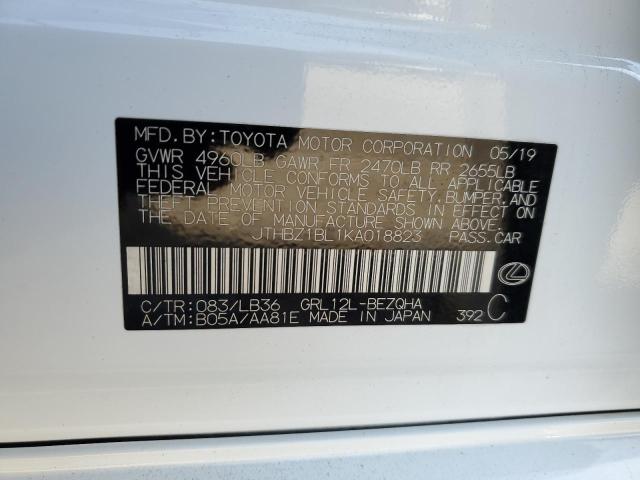 MFD. BY: TOYOTA MOTOR CORPORATION 05/19
GVWR 4960LB GAWR FR 2470LB RR 2655LB
THIS VEHICLE CONFORMS TO ALL APPLICABLE
FEDERAL MOTOR VEHICLE SAFETY, BUMPER, AND
THEFT PREVENTION STANDARDS IN EFFECT ON
THE DATE OF MANUFACTURE SHOWN ABOVE.
JTHBZ1BL1KA018823 PASS. CAR
C/TR: 083/LB36 GRL12L-BEZQHA
A/TM: B05A/AA81E MADE IN JAPAN 392 C